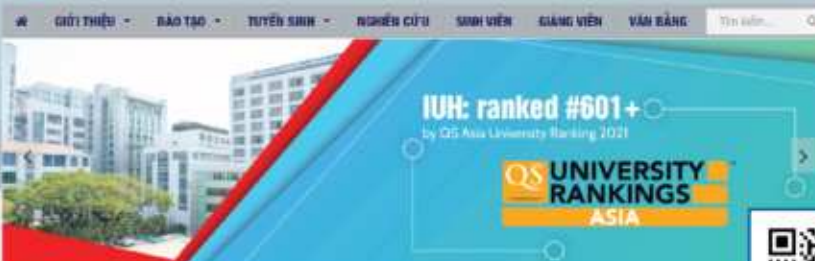 GIỚI THIỆU
ĐÀO TẠO
TUYỂN SINH
NGHIÊN CỨU
SINH VIÊN
GIẢNG VIÊN
VĂN BẰNG
Tìm kiếm...
IUH: ranked #601+
by QS Asia University Ranking 2021
QS UNIVERSITY
RANKINGS
ASIA